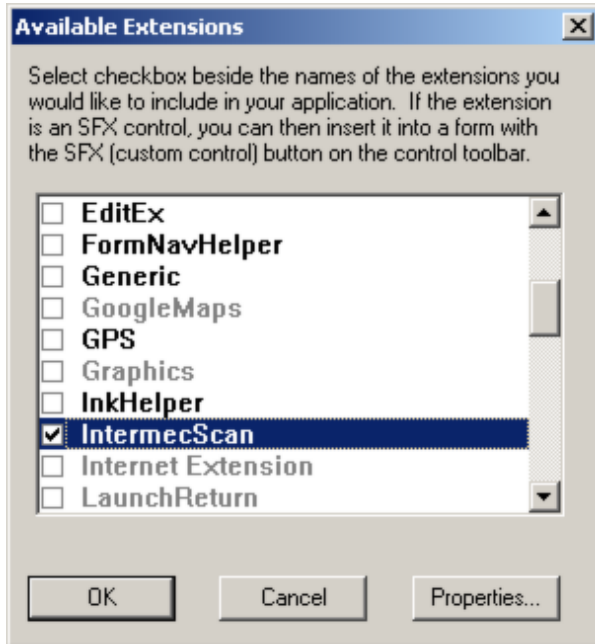 Available Extensions
Select checkbox beside the names of the extensions you
would like to include in your application.  If the extension
is an SFX control, you can then insert it into a form with
the SFX (custom control) button on the control toolbar.
EditEx
FormNavHelper
Generic
GoogleMaps
GPS
Graphics
InkHelper
IntermecScan
Internet Extension
LaunchReturn
OK
Cancel
Properties...